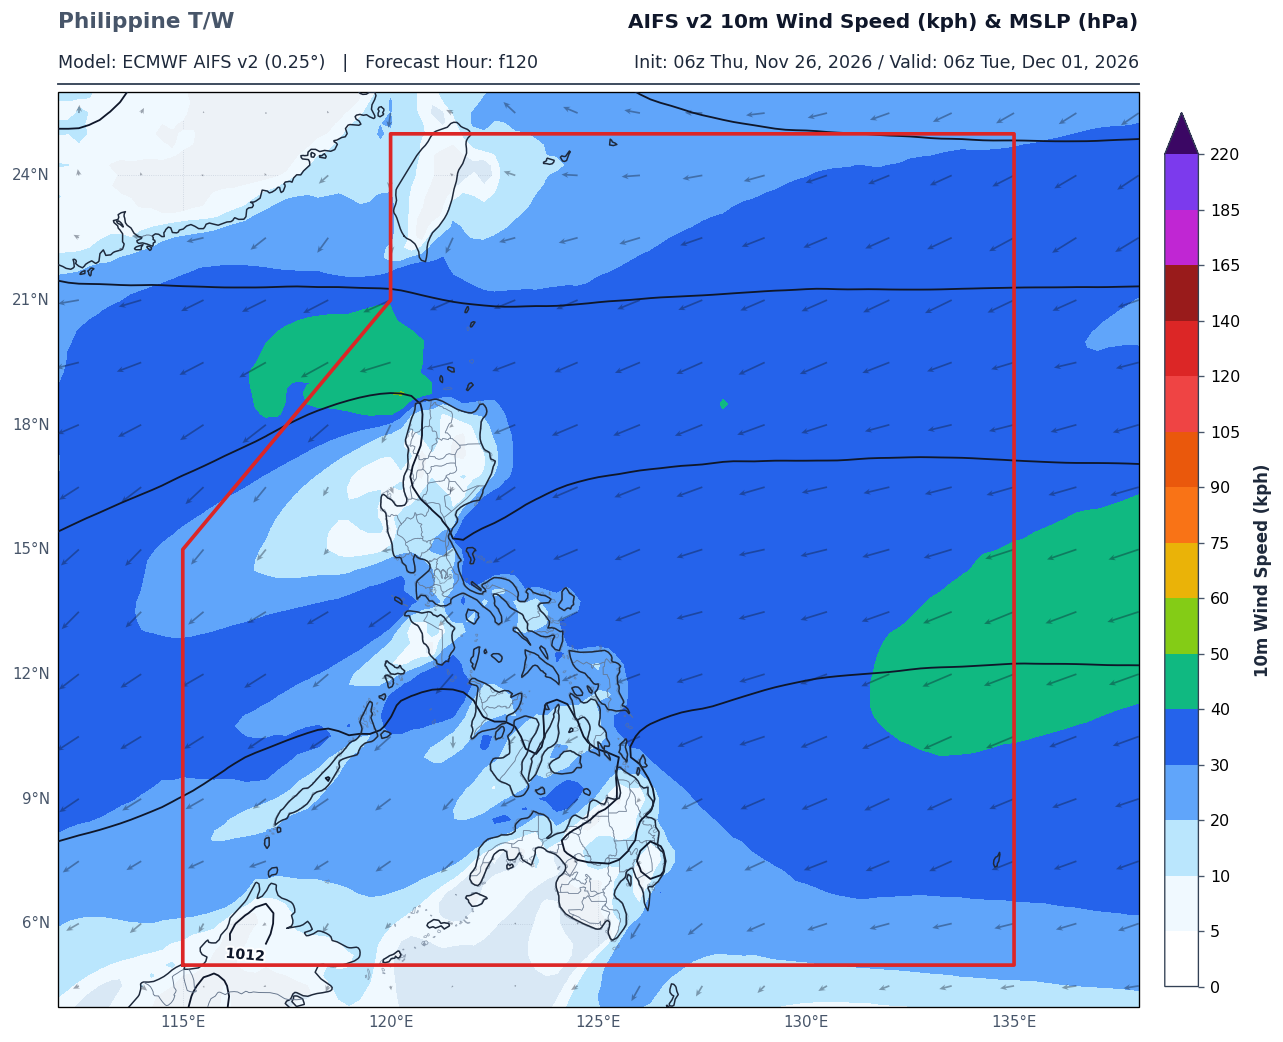 Philippine T/W
AIFS v2 10m Wind Speed (kph) & MSLP (hPa)
Model: ECMWF AIFS v2 (0.25°) | Forecast Hour: f120
Init: 06z Thu, Nov 26, 2026 / Valid: 06z Tue, Dec 01, 2026
24°N
21°N
18°N
15°N
12°N
9°N
6°N
1012
115°E
120°E
125°E
130°E
135°E
220
185
165
140
120
105
90
75
60
50
40
30
20
10
5
0
10m Wind Speed (kph)